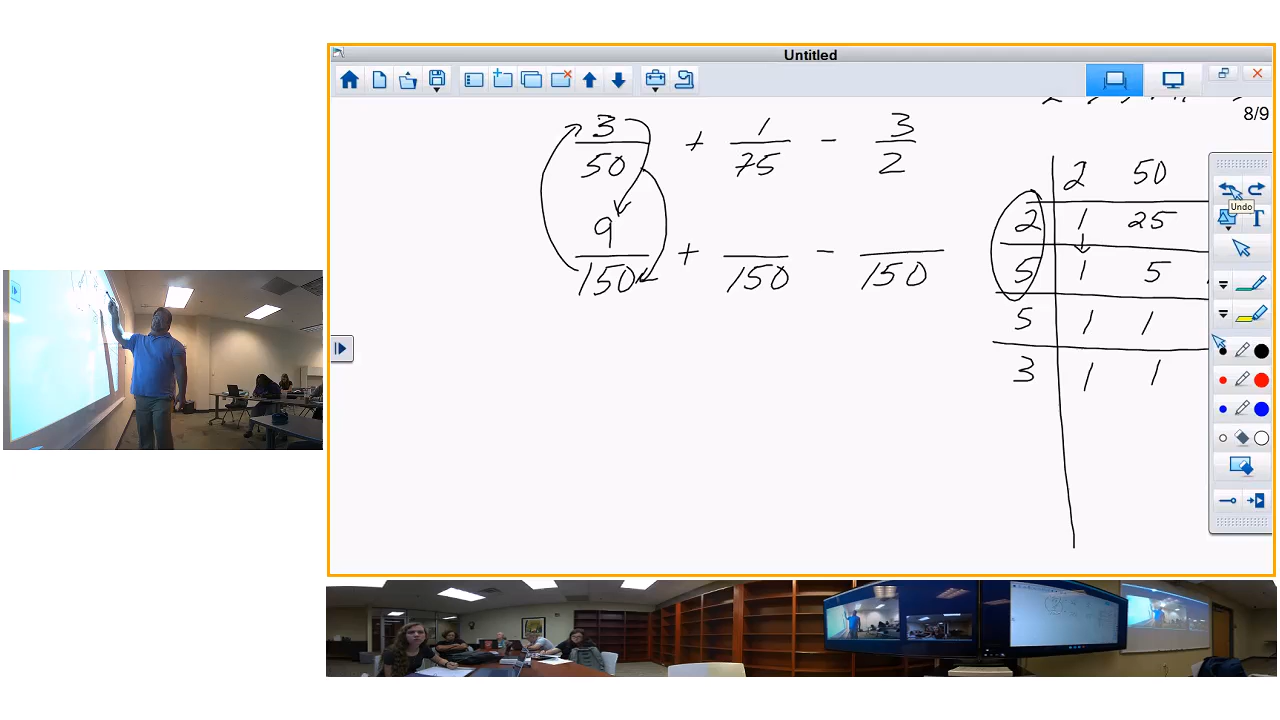 Untitled
8/9
3/50 + 1/75 - 3/2
9/150 + /150 - /150
2 50
2 1 25
5 1 5
5 1 1
3 1 1
Undo
T